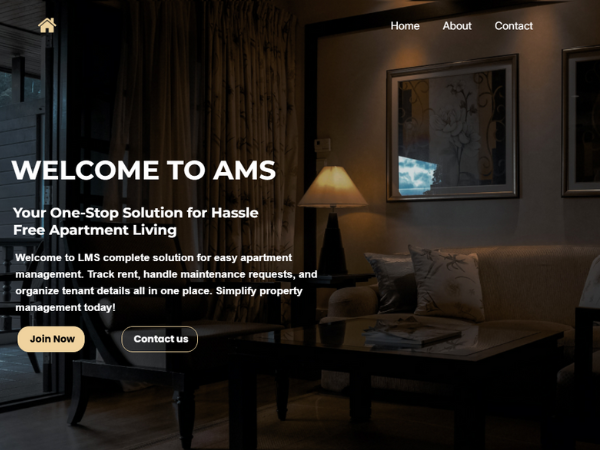 Home About Contact
WELCOME TO AMS
Your One-Stop Solution for Hassle
Free Apartment Living
Welcome to LMS complete solution for easy apartment
management. Track rent, handle maintenance requests, and
organize tenant details all in one place. Simplify property
management today!
Join Now Contact us